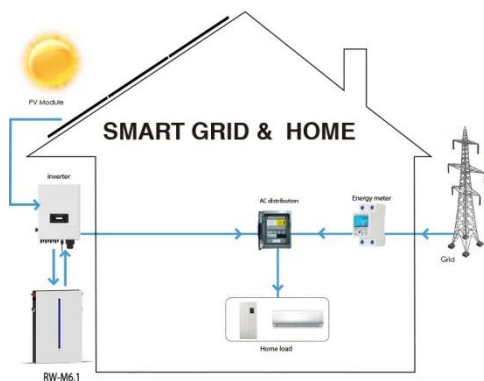 PV Module
SMART GRID & HOME
inverter
AC distribution
Energy meter
Grid
Home load
RW-M6.1